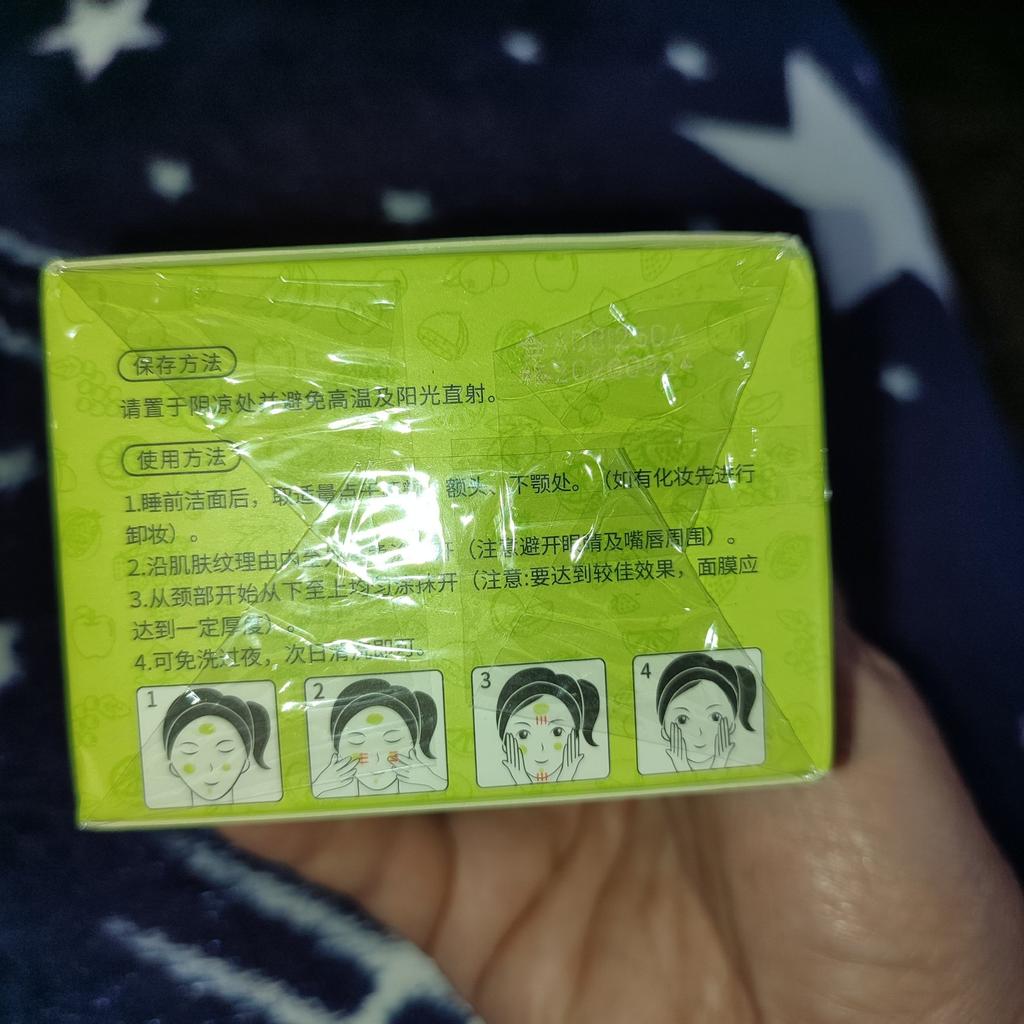 保存方法
请置于阴凉处并避免高温及阳光直射。
使用方法
1.睡前洁面后，取适量点 额头、下颚处。（如有化妆先进行
卸妆）。
2.沿肌肤纹理由内 开（注意避开眼睛及嘴唇周围）。
3.从颈部开始从下至上均匀涂抹开（注意:要达到较佳效果，面膜应
达到一定厚度）。
4.可免洗过夜，次日清洗即可。
1
2
3
4